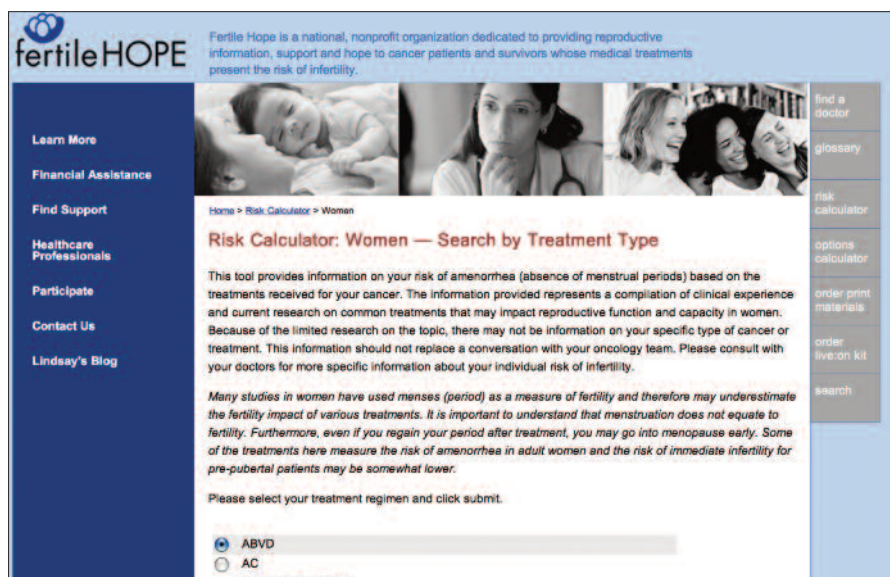 fertileHOPE
Fertile Hope is a national, nonprofit organization dedicated to providing reproductive
information, support and hope to cancer patients and survivors whose medical treatments
present the risk of infertility.
Learn More
Financial Assistance
Find Support
Healthcare
Professionals
Participate
Contact Us
Lindsay's Blog
find a
doctor
glossary
risk
calculator
options
calculator
order print
materials
order
live:on kit
search
Home > Risk Calculator > Women
Risk Calculator: Women — Search by Treatment Type
This tool provides information on your risk of amenorrhea (absence of menstrual periods) based on the
treatments received for your cancer. The information provided represents a compilation of clinical experience
and current research on common treatments that may impact reproductive function and capacity in women.
Because of the limited research on the topic, there may not be information on your specific type of cancer or
treatment. This information should not replace a conversation with your oncology team. Please consult with
your doctors for more specific information about your individual risk of infertility.
Many studies in women have used menses (period) as a measure of fertility and therefore may underestimate
the fertility impact of various treatments. It is important to understand that menstruation does not equate to
fertility. Furthermore, even if you regain your period after treatment, you may go into menopause early. Some
of the treatments here measure the risk of amenorrhea in adult women and the risk of immediate infertility for
pre-pubertal patients may be somewhat lower.
Please select your treatment regimen and click submit.
ABVD
AC